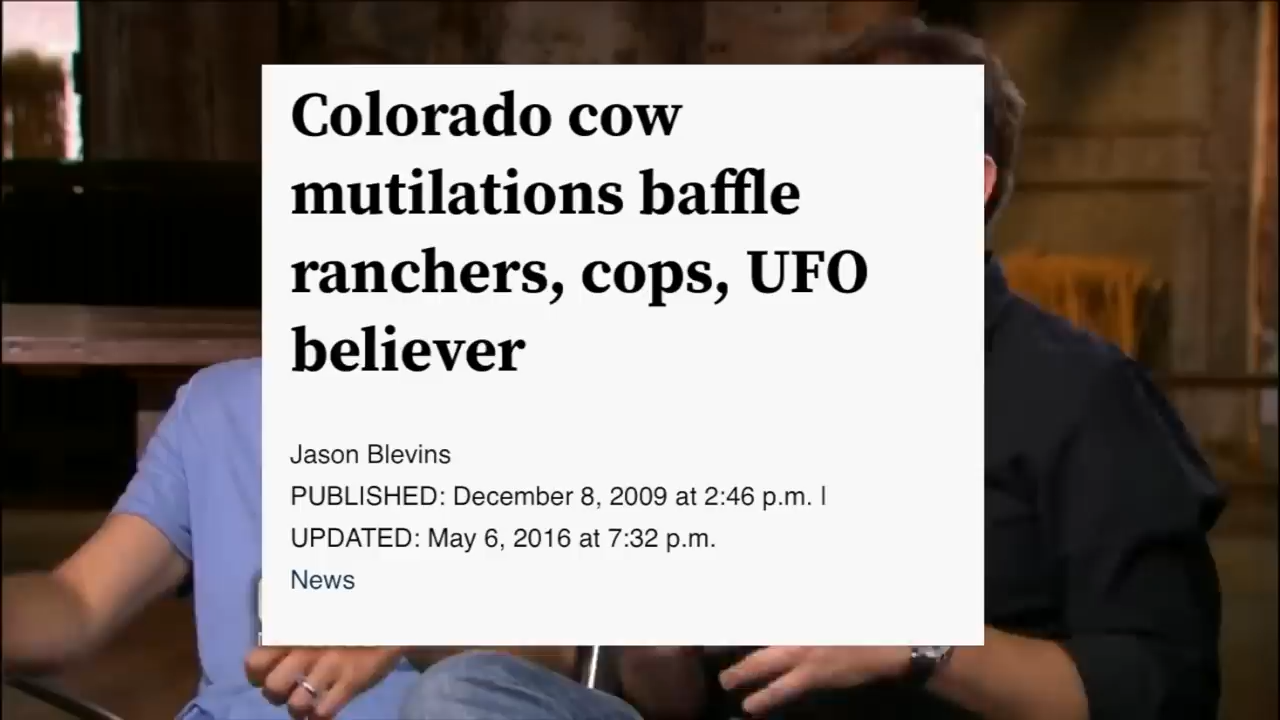 Colorado cow
mutilations baffle
ranchers, cops, UFO
believer
Jason Blevins
PUBLISHED: December 8, 2009 at 2:46 p.m. |
UPDATED: May 6, 2016 at 7:32 p.m.
News